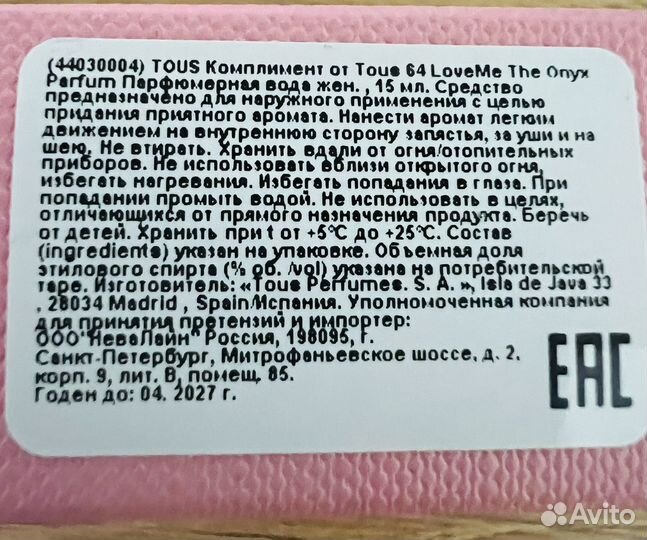 (44030004) TOUS Комплимент от Tous 64 LoveMe The Onyx
Parfum Парфюмерная вода жен. , 15 мл. Средство
предназначено для наружного применения с целью
придания приятного аромата. Нанести аромат легким
движением на внутреннюю сторону запястья, за уши и на
шею. Не втирать. Хранить вдали от огня/отопительных
приборов. Не использовать вблизи открытого огня,
избегать нагревания. Избегать попадания в глаза. При
попадании промыть водой. Не использовать в целях,
отличающихся от прямого назначения продукта. Беречь
от детей. Хранить при t от +5°C до +25°C. Состав
(ingredients) указан на упаковке. Объемная доля
этилового спирта (% об. /vol) указана на потребительской
таре. Изготовитель: «Tous Perfumes. S. A. », Isla de Java 33
, 28034 Madrid , Spain/Испания. Уполномоченная компания
для принятия претензий и импортер:
ООО "НеваЛайн" Россия, 198095, г.
Санкт-Петербург, Митрофаньевское шоссе, д. 2,
корп. 9, лит. В, помещ. 85.
Годен до: 04. 2027 г.
EAC
Avito